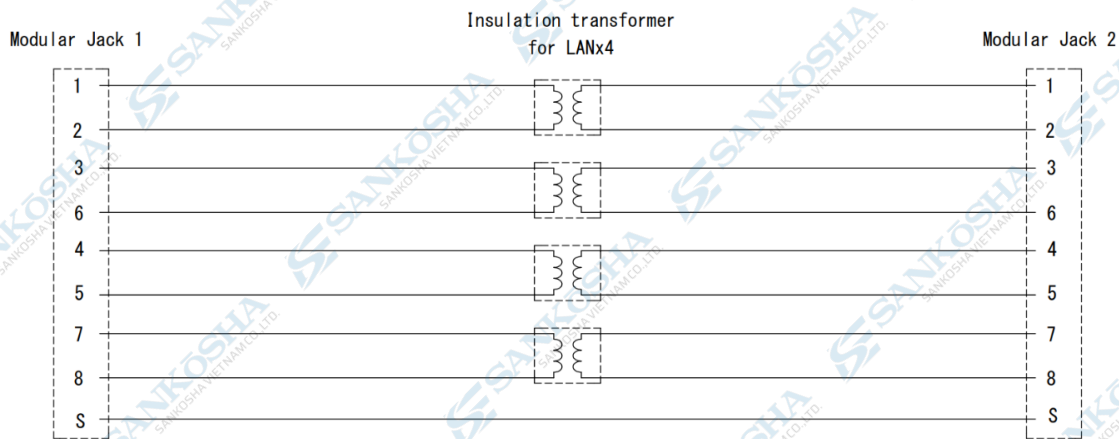 Insulation transformer
for LANx4
Modular Jack 1
Modular Jack 2
1
1
2
2
3
3
6
6
4
4
5
5
7
7
8
8
S
S
SANKŌSHA
SANKOSHA VIETNAM CO., LTD.